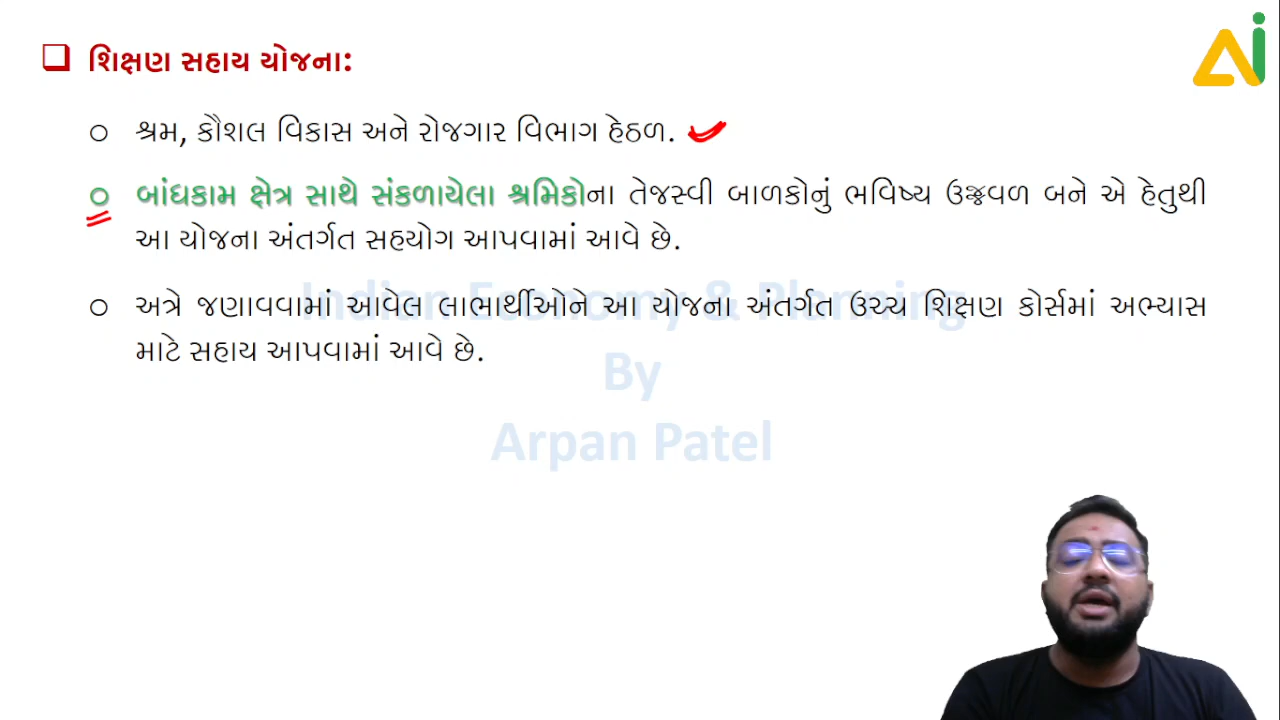 શિક્ષણ સહાય યોજના:
શ્રમ, કૌશલ વિકાસ અને રોજગાર વિભાગ હેઠળ.
બાંધકામ ક્ષેત્ર સાથે સંકળાયેલા શ્રમિકોના તેજસ્વી બાળકોનું ભવિષ્ય ઉજ્જવળ બને એ હેતુથી
આ યોજના અંતર્ગત સહયોગ આપવામાં આવે છે.
અત્રે જણાવવામાં આવેલ લાભાર્થીઓને આ યોજના અંતર્ગત ઉચ્ચ શિક્ષણ કોર્સમાં અભ્યાસ
માટે સહાય આપવામાં આવે છે.
Indian Economy & Planning
By
Arpan Patel